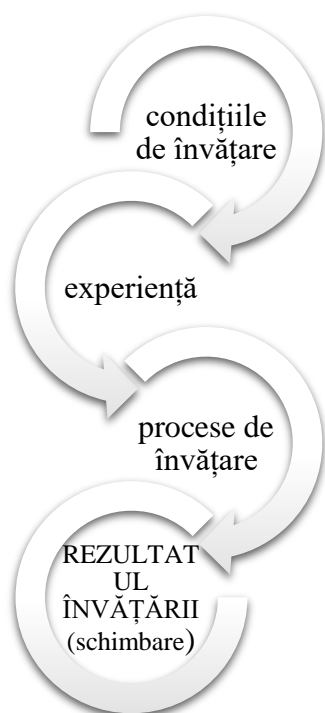 condițiile
de învățare
experiență
procese de
învățare
REZULTAT
UL
ÎNVĂȚĂRII
(schimbare)